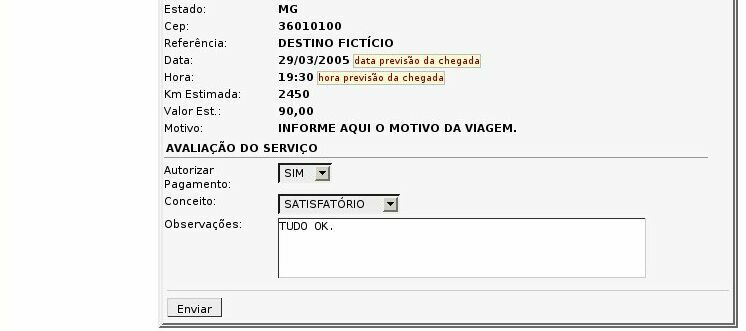 Estado: MG
Cep: 36010100
Referência: DESTINO FICTÍCIO
Data: 29/03/2005 data previsão da chegada
Hora: 19:30 hora previsão da chegada
Km Estimada: 2450
Valor Est.: 90,00
Motivo: INFORME AQUI O MOTIVO DA VIAGEM.
AVALIAÇÃO DO SERVIÇO
Autorizar
Pagamento: SIM
Conceito: SATISFATÓRIO
Observações: TUDO OK.
Enviar